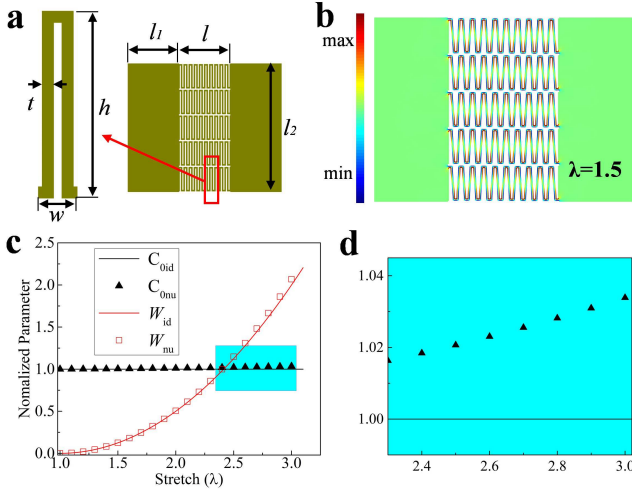 a
l1
l
t
h
l2
w
b
max
min
λ=1.5
c
Nomalized Parameter
2.5
2.0
1.5
1.0
0.5
0.0
C0id
C0nu
Wid
Wnu
1.0 1.5 2.0 2.5 3.0
Stretch (λ)
d
1.04
1.02
1.00
2.4 2.6 2.8 3.0